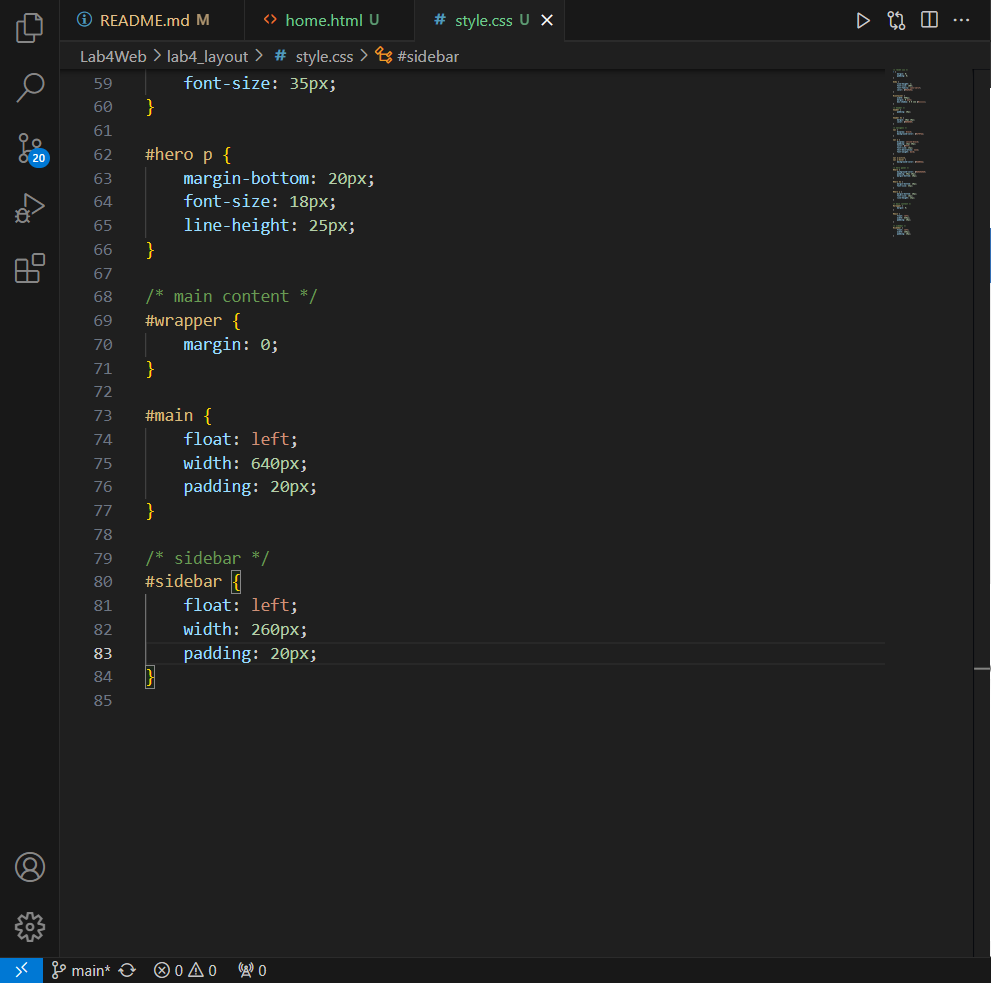 README.md M
home.html U
# style.css U
Lab4Web > lab4_layout > # style.css > #sidebar
59 font-size: 35px;
60 }
61
62 #hero p {
63 margin-bottom: 20px;
64 font-size: 18px;
65 line-height: 25px;
66 }
67
68 /* main content */
69 #wrapper {
70 margin: 0;
71 }
72
73 #main {
74 float: left;
75 width: 640px;
76 padding: 20px;
77 }
78
79 /* sidebar */
80 #sidebar {
81 float: left;
82 width: 260px;
83 padding: 20px;
84 }
85
20
main* 0 0 0